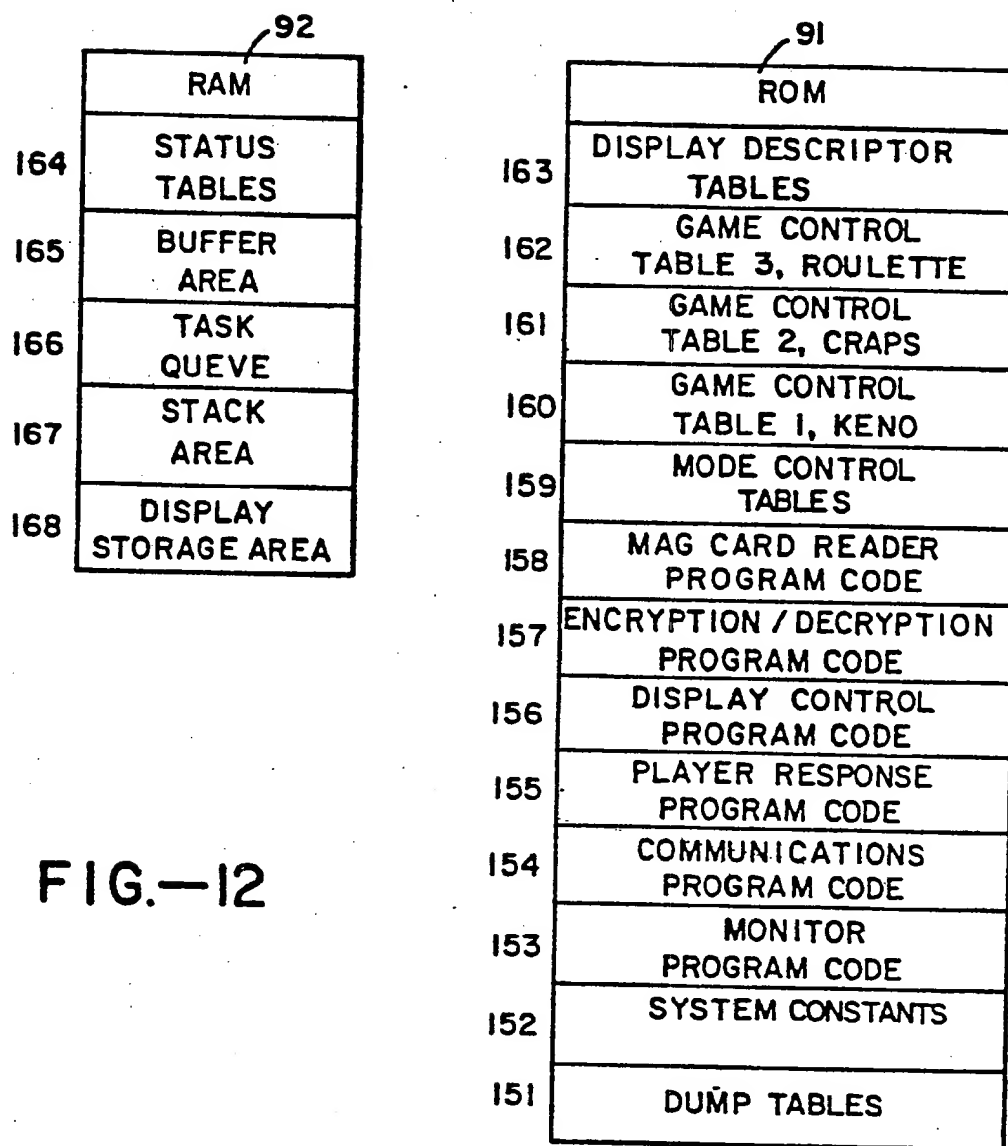 92
RAM
164
STATUS
TABLES
165
BUFFER
AREA
166
TASK
QUEVE
167
STACK
AREA
168
DISPLAY
STORAGE AREA
91
ROM
163
DISPLAY DESCRIPTOR
TABLES
162
GAME CONTROL
TABLE 3, ROULETTE
161
GAME CONTROL
TABLE 2, CRAPS
160
GAME CONTROL
TABLE 1, KENO
159
MODE CONTROL
TABLES
158
MAG CARD READER
PROGRAM CODE
157
ENCRYPTION / DECRYPTION
PROGRAM CODE
156
DISPLAY CONTROL
PROGRAM CODE
155
PLAYER RESPONSE
PROGRAM CODE
154
COMMUNICATIONS
PROGRAM CODE
153
MONITOR
PROGRAM CODE
152
SYSTEM CONSTANTS
151
DUMP TABLES
FIG.—12